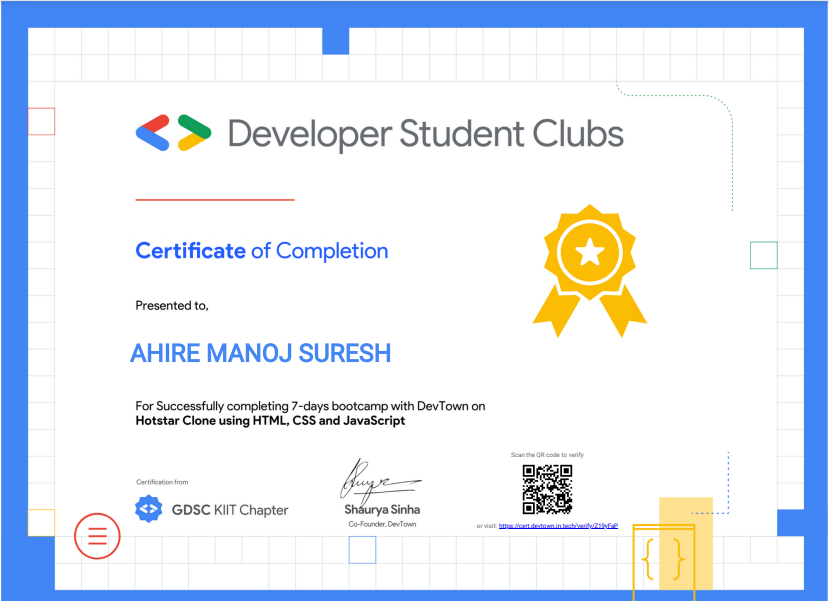 Developer Student Clubs
Certificate of Completion
Presented to,
AHIRE MANOJ SURESH
For Successfully completing 7-days bootcamp with DevTown on
Hotstar Clone using HTML, CSS and JavaScript
Scan the QR code to verify
Certification from
GDSC KIIT Chapter
Shaurya Sinha
Co-Founder, DevTown
or visit: https://cert.devtown.in.tech/verify/Z19yFaP
{ }